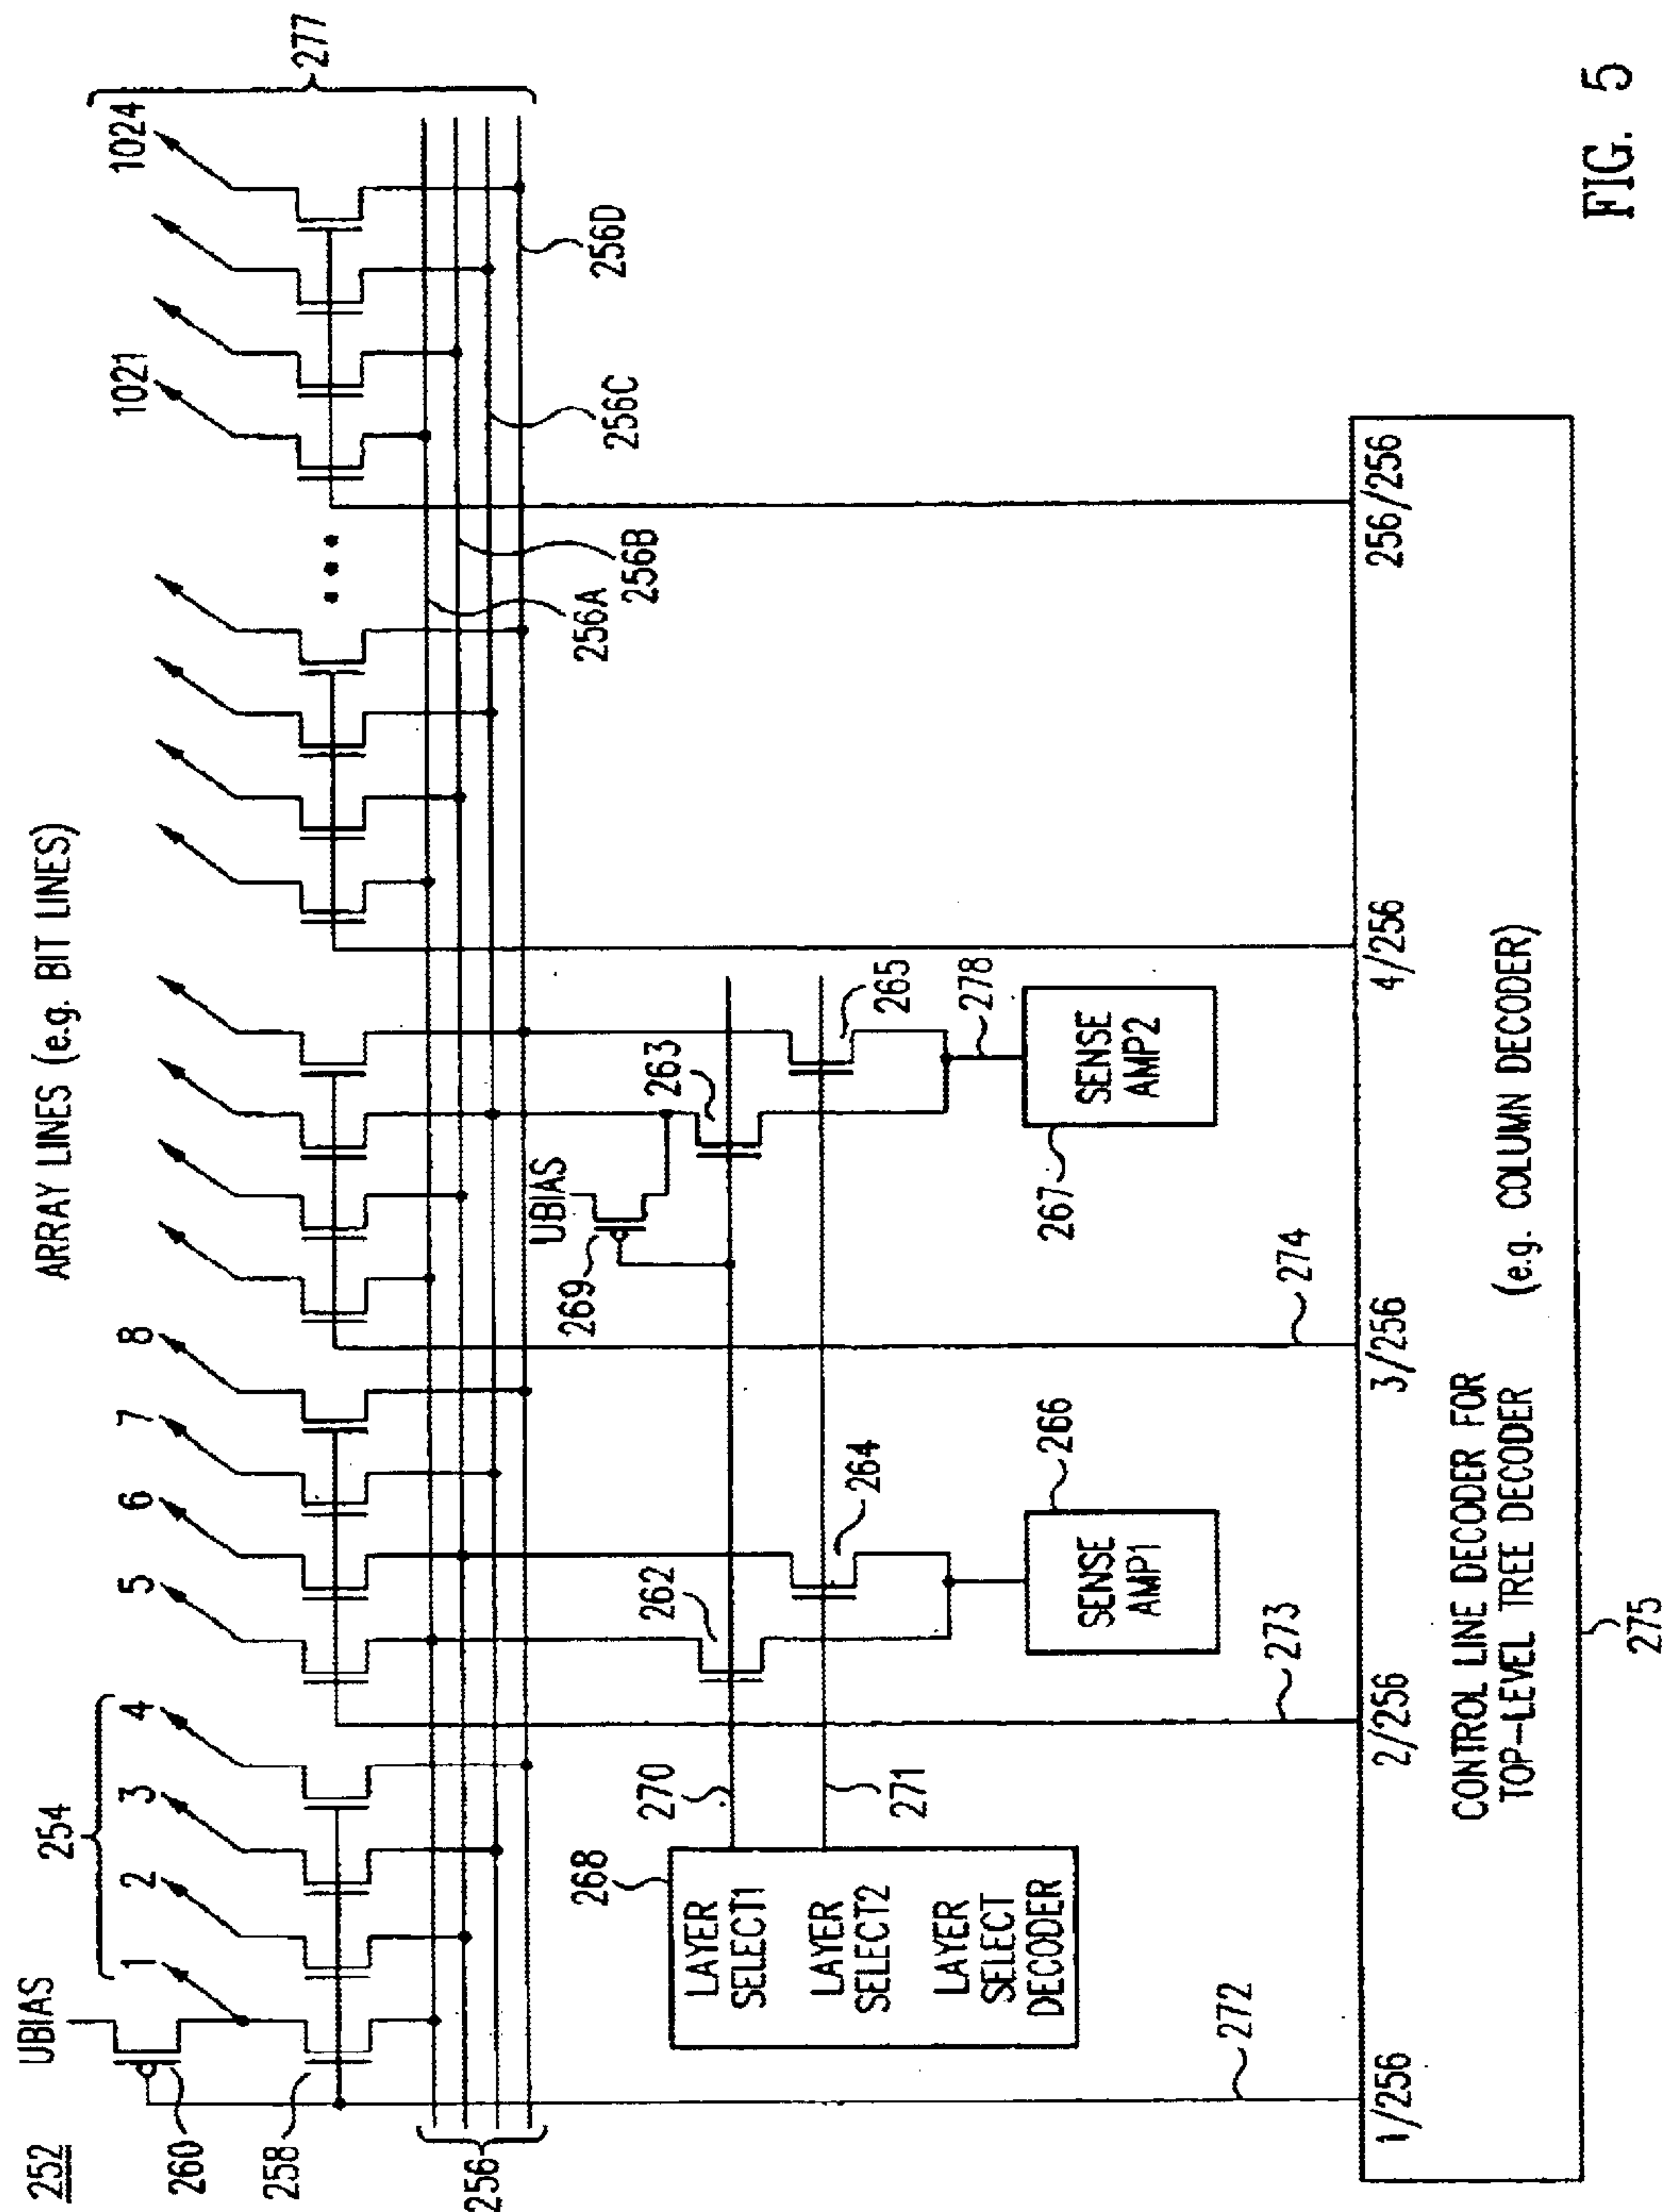 ARRAY LINES (e.g. BIT LINES)
252
UBIAS
254
1
2
3
4
5
6
7
8
1021
1024
277
260
258
256
256A
256B
256C
256D
268
LAYER
SELECT1
LAYER
SELECT2
LAYER
SELECT
DECODER
270
271
262
264
SENSE
AMP1
266
UBIAS
269
263
265
278
SENSE
AMP2
267
272
273
274
1/256
2/256
3/256
4/256
256/256
CONTROL LINE DECODER FOR
TOP-LEVEL TREE DECODER
(e.g. COLUMN DECODER)
275
FIG. 5